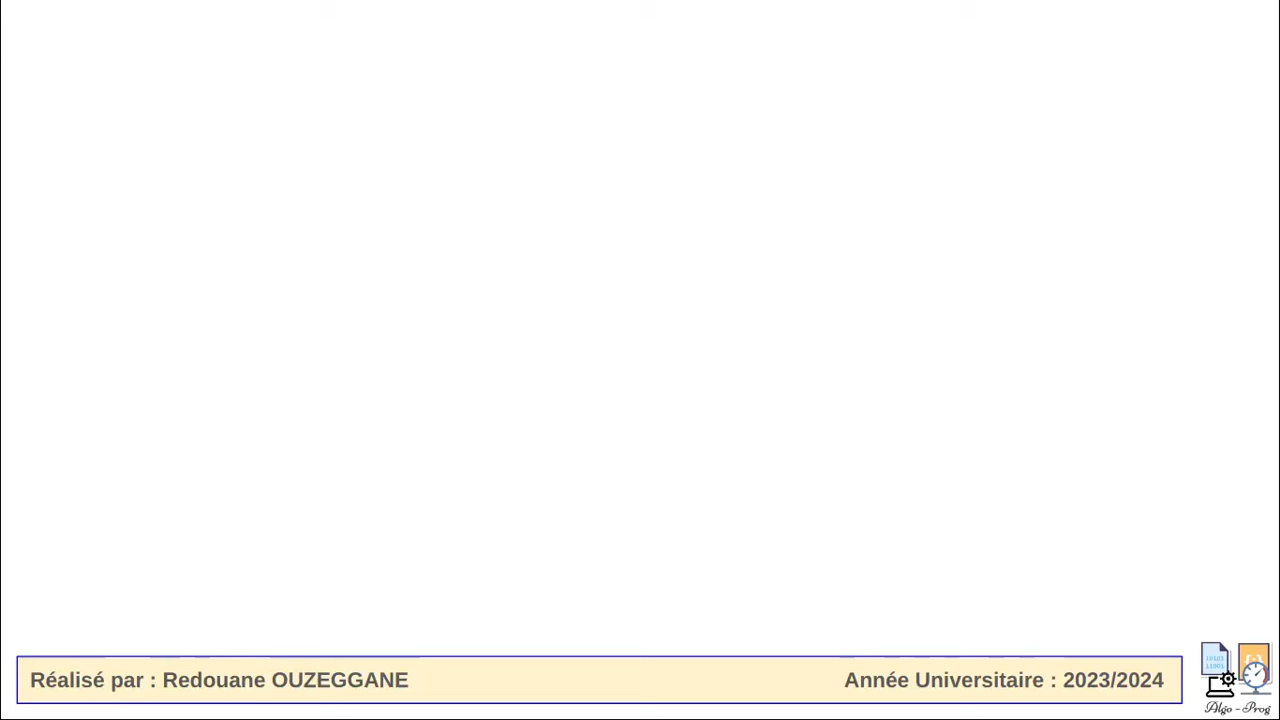 Réalisé par : Redouane OUZEGGANE
Année Universitaire : 2023/2024
Algo - Prog